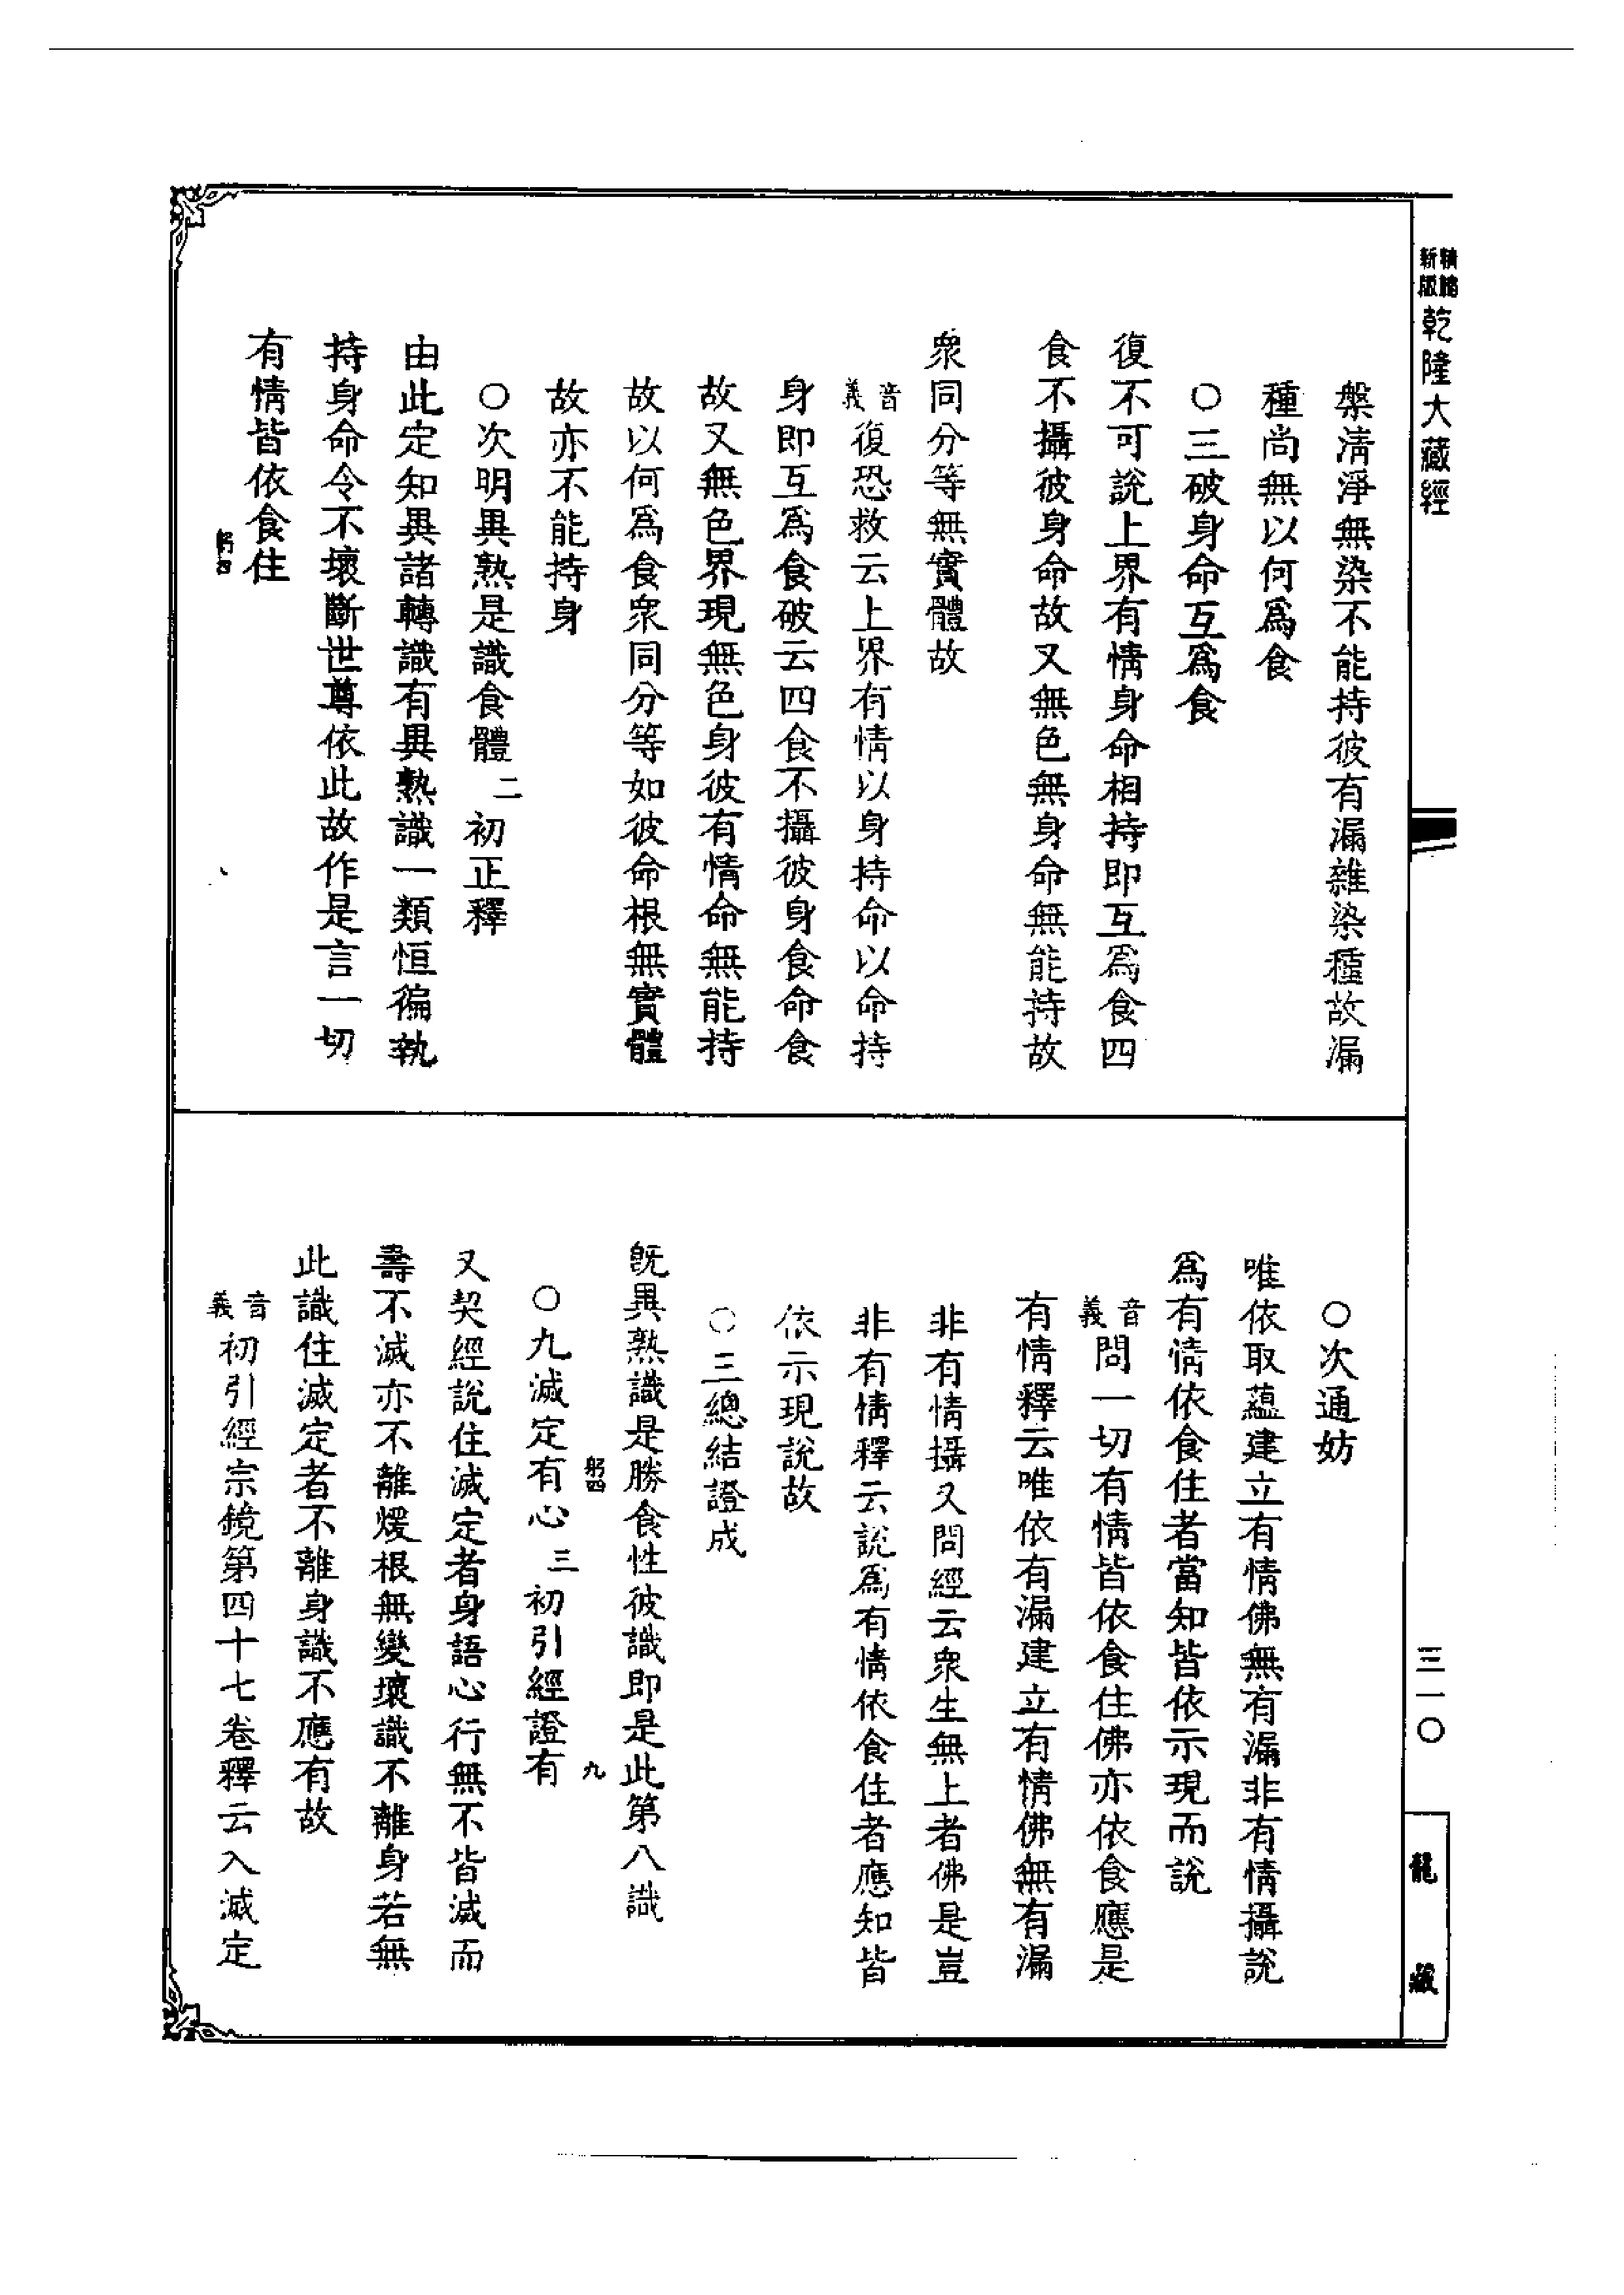 精縮新版乾隆大藏經
槃淸淨無染不能持彼有漏雜染種故漏
種尚無以何爲食
○三破身命互爲食
復不可說上界有情身命相持即互爲食四
食不攝彼身命故又無色無身命無能持故
衆同分等無實體故
音義復恐救云上界有情以身持命以命持
身即互爲食破云四食不攝彼身食命食
故又無色界現無色身彼有情命無能持
故以何爲食衆同分等如彼命根無實體
故亦不能持身
○次明異熟是識食體二初正釋
由此定知異諸轉識有異熟識一類恒徧執
持身命令不壞斷世尊依此故作是言一切
有情皆依食住
躬四
○次通妨
唯依取蘊建立有情佛無有漏非有情攝說
爲有情依食住者當知皆依示現而說
音義問一切有情皆依食住佛亦依食應是
有情釋云唯依有漏建立有情佛無有漏
非有情攝又問經云衆生無上者佛是豈
非有情釋云說爲有情依食住者應知皆
依示現說故
○三總結證成
旣異熟識是勝食性彼識即是此第八識
躬四 九
○九滅定有心三初引經證有
又契經說住滅定者身語心行無不皆滅而
壽不滅亦不離煖根無變壞識不離身若無
此識住滅定者不離身識不應有故
音義初引經宗鏡第四十七卷釋云入滅定
三一〇
龍藏